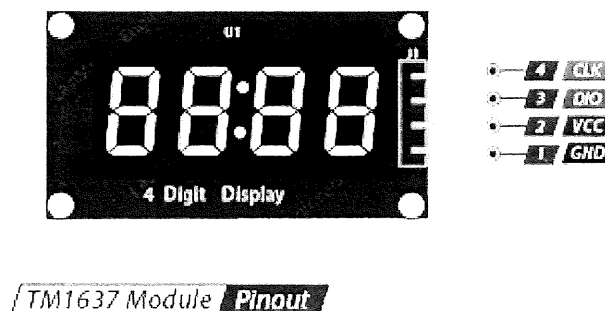 U1
J1
88:88
4 Digit Display
4 CLK
3 DIO
2 VCC
1 GND
TM1637 Module Pinout